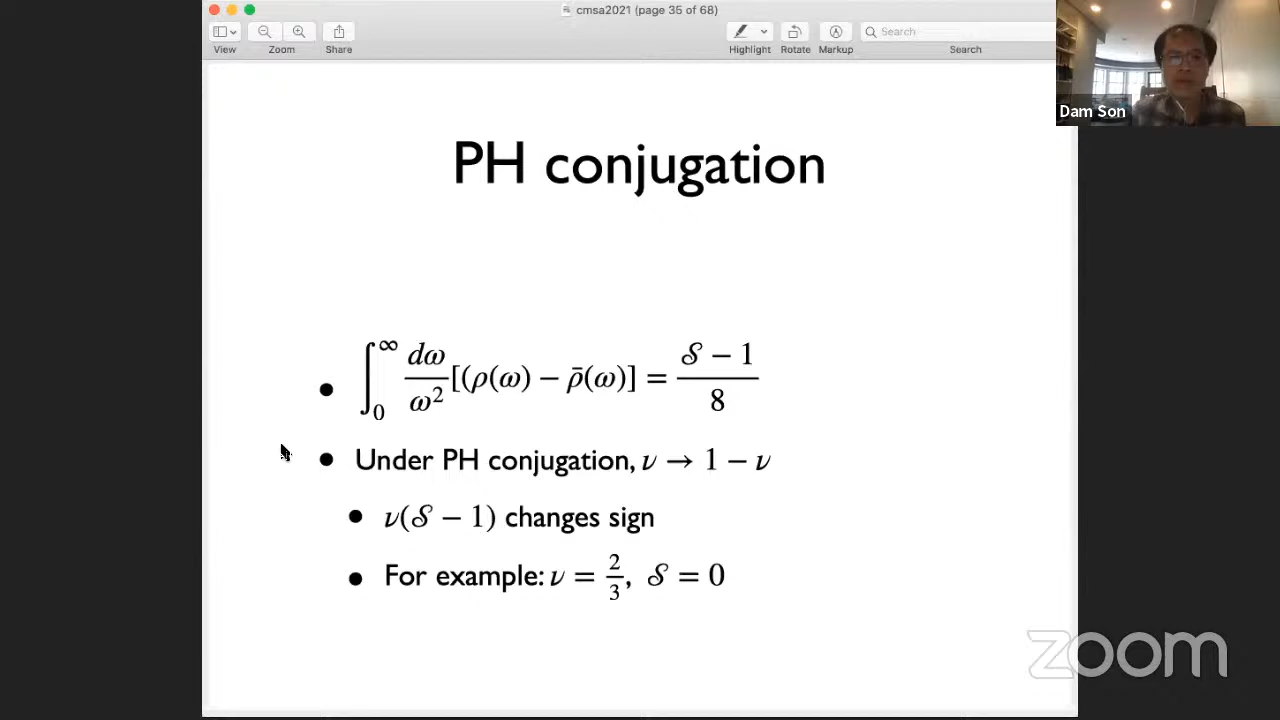 cmsa2021 (page 35 of 68)
View Zoom Share Highlight Rotate Markup Search Search
Dam Son
PH conjugation
• ∫₀^∞ dω/ω² [(ρ(ω) − ρ̄(ω)] = (𝒮 − 1)/8
• Under PH conjugation, ν → 1 − ν
• ν(𝒮 − 1) changes sign
• For example: ν = 2/3, 𝒮 = 0
zoom